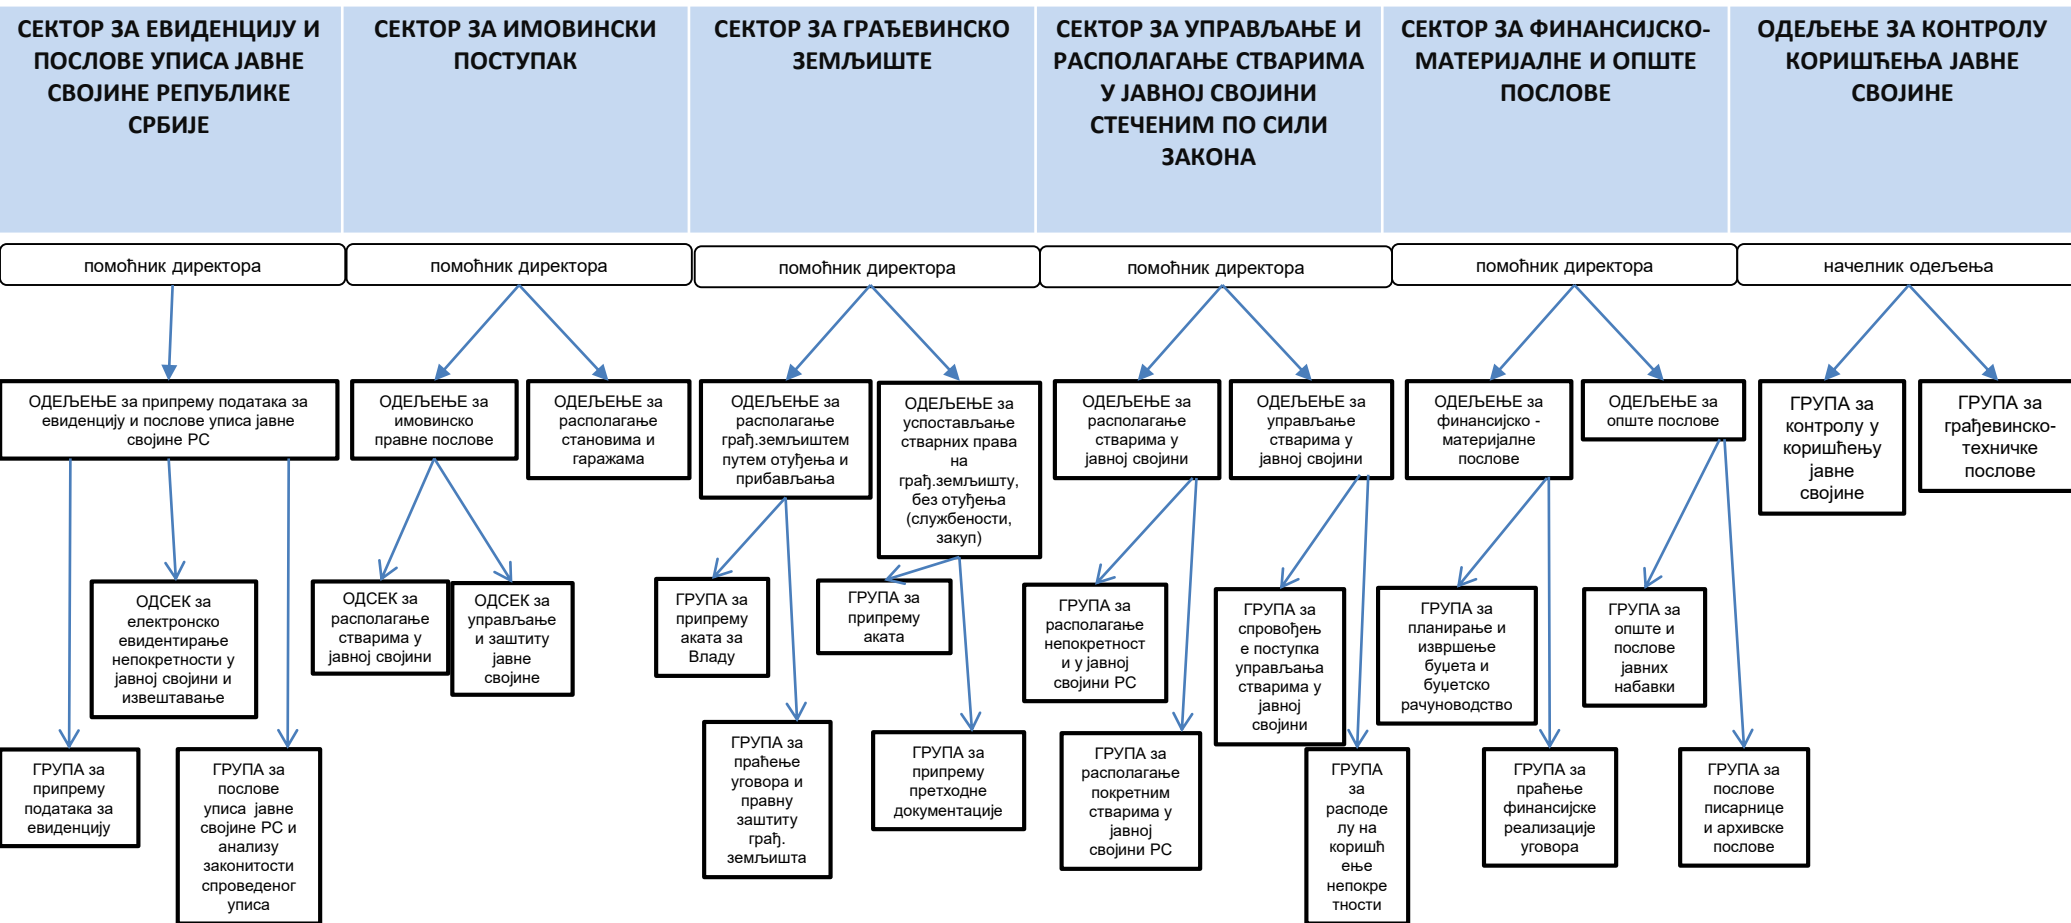 СЕКТОР ЗА ЕВИДЕНЦИЈУ И
ПОСЛОВЕ УПИСА ЈАВНЕ
СВОЈИНЕ РЕПУБЛИКЕ
СРБИЈЕ
СЕКТОР ЗА ИМОВИНСКИ
ПОСТУПАК
СЕКТОР ЗА ГРАЂЕВИНСКО
ЗЕМЉИШТЕ
СЕКТОР ЗА УПРАВЉАЊЕ И
РАСПОЛАГАЊЕ СТВАРИМА
У ЈАВНОЈ СВОЈИНИ
СТЕЧЕНИМ ПО СИЛИ
ЗАКОНА
СЕКТОР ЗА ФИНАНСИЈСКО-
МАТЕРИЈАЛНЕ И ОПШТЕ
ПОСЛОВЕ
ОДЕЉЕЊЕ ЗА КОНТРОЛУ
КОРИШЋЕЊА ЈАВНЕ
СВОЈИНЕ
помоћник директора
помоћник директора
помоћник директора
помоћник директора
помоћник директора
начелник одељења
ОДЕЉЕЊЕ за припрему података за
евиденцију и послове уписа јавне
својине РС
ОДЕЉЕЊЕ за
имовинско
правне послове
ОДЕЉЕЊЕ за
располагање
становима и
гаражама
ОДЕЉЕЊЕ за
располагање
грађ.земљиштем
путем отуђења и
прибављања
ОДЕЉЕЊЕ за
успостављање
стварних права
на
грађ.земљишту,
без отуђења
(службености,
закуп)
ОДЕЉЕЊЕ за
располагање
стварима у
јавној својини
ОДЕЉЕЊЕ за
управљање
стварима у
јавној својини
ОДЕЉЕЊЕ за
финансијско -
материјалне
послове
ОДЕЉЕЊЕ за
опште послове
ГРУПА за
контролу у
коришћењу
јавне
својине
ГРУПА за
грађевинско-
техничке
послове
ОДСЕК за
електронско
евидентирање
непокретности у
јавној својини и
извештавање
ОДСЕК за
располагање
стварима у
јавној својини
ОДСЕК за
управљање
и заштиту
јавне
својине
ГРУПА за
припрему
аката за
Владу
ГРУПА за
припрему
аката
ГРУПА за
располагање
непокретност
и у јавној
својини РС
ГРУПА за
спровођењ
е поступка
управљања
стварима у
јавној
својини
ГРУПА за
планирање и
извршење
буџета и
буџетско
рачуноводство
ГРУПА за
опште и
послове
јавних
набавки
ГРУПА за
припрему
података за
евиденцију
ГРУПА за
послове
уписа јавне
својине РС и
анализу
законитости
спроведеног
уписа
ГРУПА за
праћење
уговора и
правну
заштиту
грађ.
земљишта
ГРУПА за
припрему
претходне
документације
ГРУПА за
располагање
покретним
стварима у
јавној
својини РС
ГРУПА
за
расподе
лу на
коришћ
ење
непокре
тности
ГРУПА за
праћење
финансијске
реализације
уговора
ГРУПА за
послове
писарнице
и архивске
послове